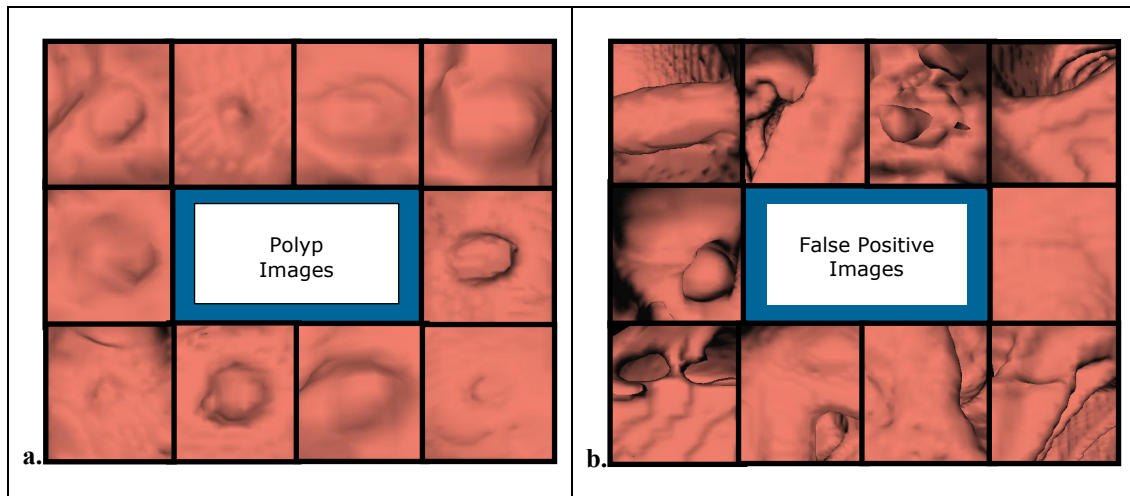 Polyp
Images
a.
False Positive
Images
b.